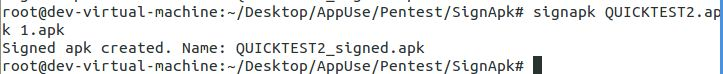 root@dev-virtual-machine:~/Desktop/AppUse/Pentest/SignApk# signapk QUICKTEST2.ap
k 1.apk
Signed apk created. Name: QUICKTEST2_signed.apk
root@dev-virtual-machine:~/Desktop/AppUse/Pentest/SignApk#